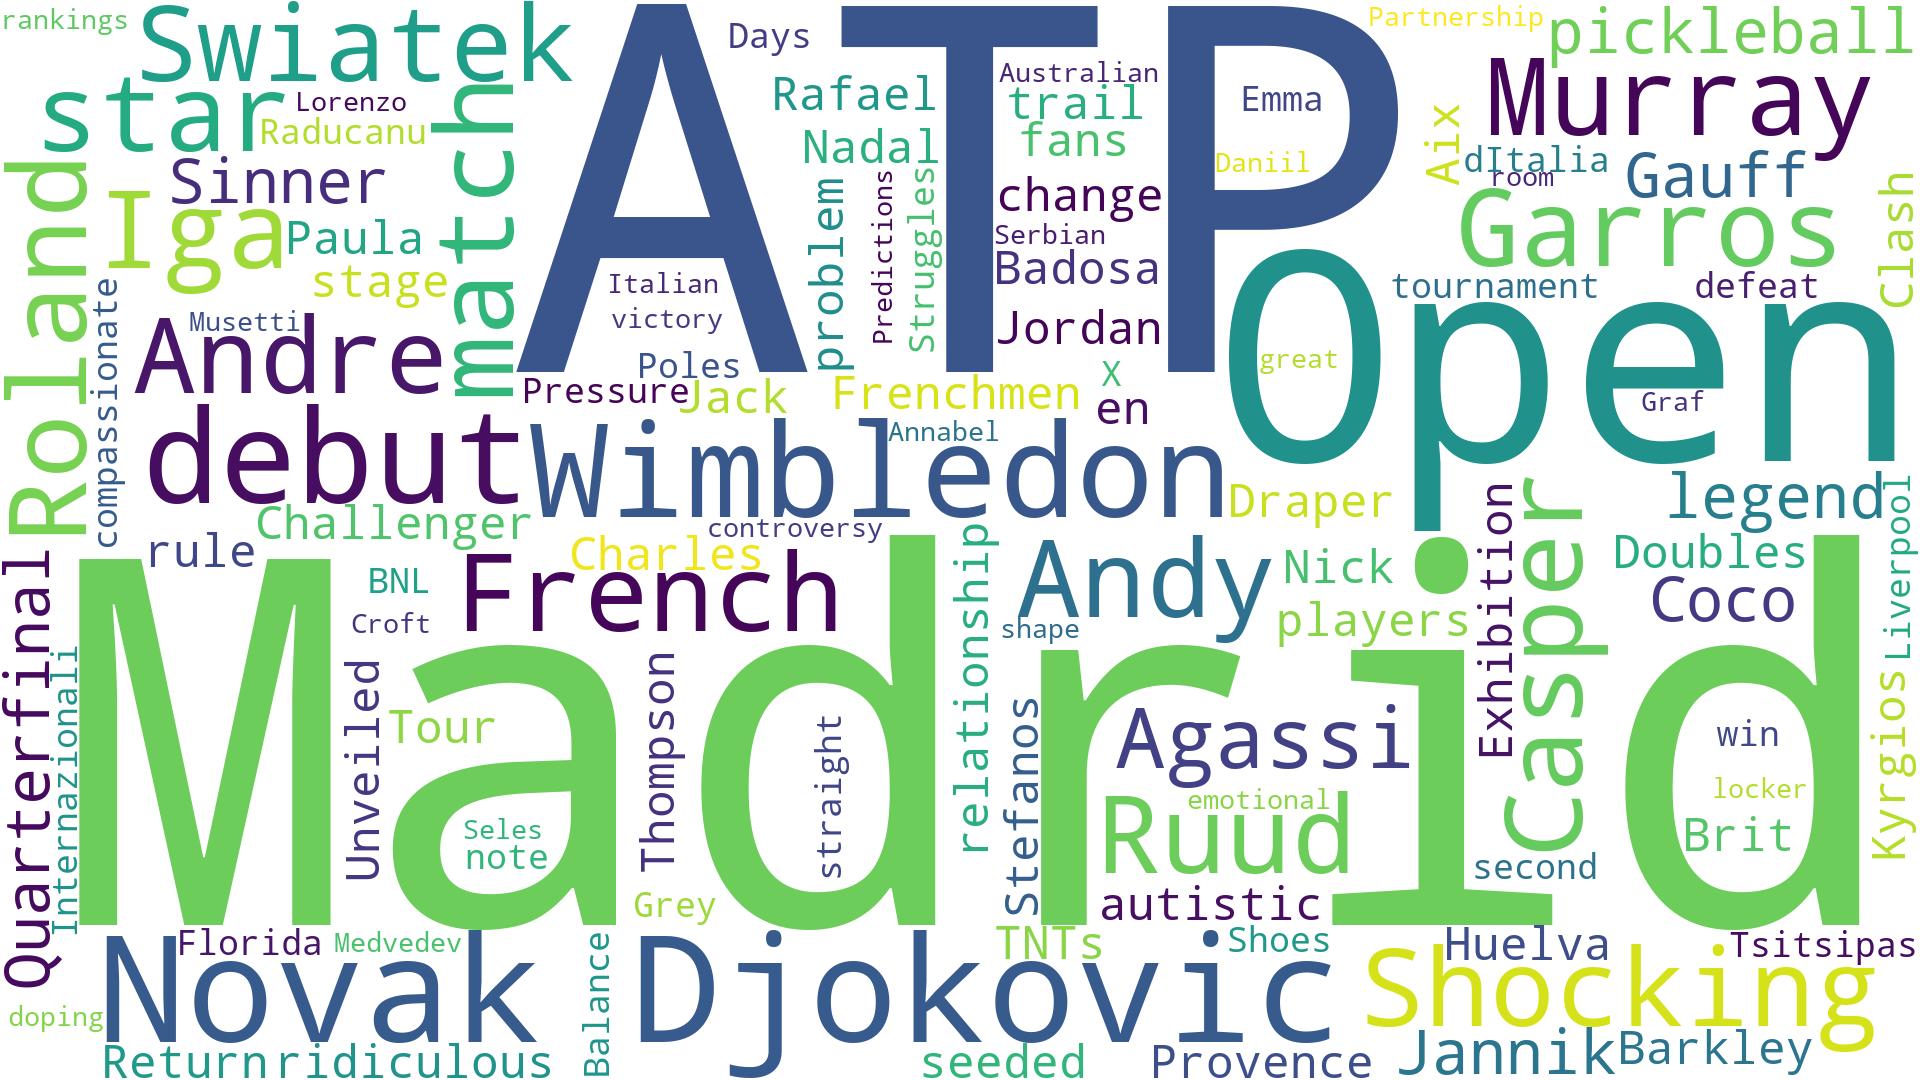 rankings
Swiatek
ATP
Days
Partnership
pickleball
star
Lorenzo
Raducanu
match
Rafael
Australian
trail
Emma
Murray
Nadal
fans
Daniil
Aix
dItalia
room
Gauff
Roland
Sinner
Iga
Paula
stage
problem
Predictions
Struggles
change
Serbian
Badosa
Garros
Clash
compassionate
Musetti
Andre
Italian
victory
Poles
Jordan
Open
tournament
defeat
great
Graf
Pressure
Jack
Frenchmen
X
en
debut
Wimbledon
Annabel
Draper
legend
Challenger
rule
controversy
Charles
BNL
French
Croft
relationship
Andy
shape
Nick
players
Exhibition
Casper
Doubles
Coco
Liverpool
Quarterfinal
Internazionali
Madrid
Unveiled
Tour
Thompson
straight
Seles
note
Grey
Stefanos
Agassi
emotional
Ruud
autistic
win
locker
Brit
Kyrgios
second
Florida
Medvedev
Novak
doping
Balance
Djokovic
TNTs
Shoes
Huelva
Tsitsipas
Shocking
Return
ridiculous
seeded
Provence
Jannik
Barkley